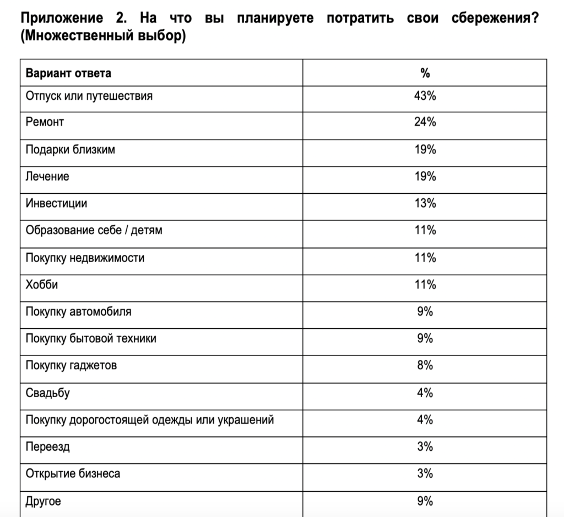 Приложение 2. На что вы планируете потратить свои сбережения?
(Множественный выбор)
Вариант ответа %
Отпуск или путешествия 43%
Ремонт 24%
Подарки близким 19%
Лечение 19%
Инвестиции 13%
Образование себе / детям 11%
Покупку недвижимости 11%
Хобби 11%
Покупку автомобиля 9%
Покупку бытовой техники 9%
Покупку гаджетов 8%
Свадьбу 4%
Покупку дорогостоящей одежды или украшений 4%
Переезд 3%
Открытие бизнеса 3%
Другое 9%